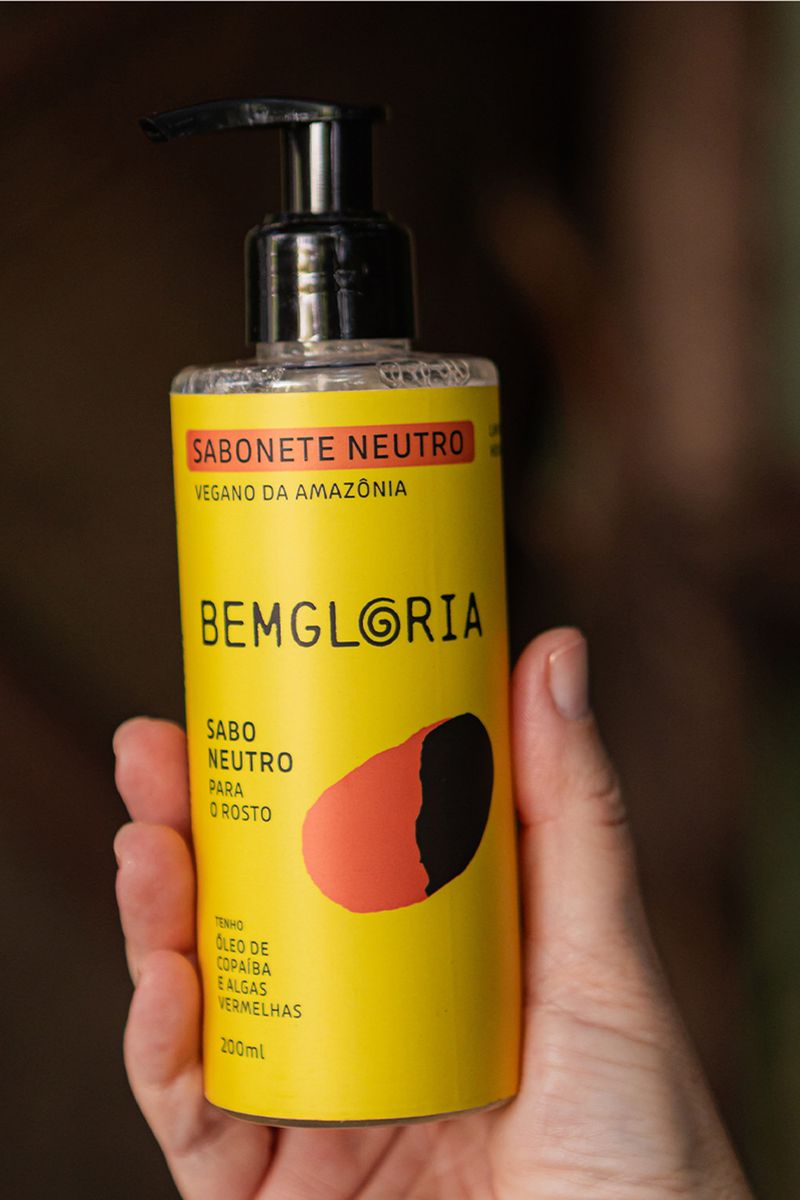 SABONETE NEUTRO
VEGANO DA AMAZÔNIA
BEMGLORIA
SABO
NEUTRO
PARA
O ROSTO
TENHO
ÓLEO DE
COPAÍBA
E ALGAS
VERMELHAS
200ml